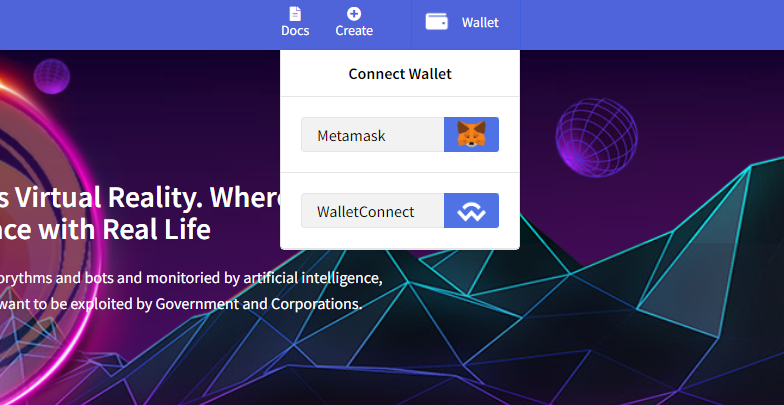 Docs
Create
Wallet
Connect Wallet
Metamask
WalletConnect
s Virtual Reality. Where
ce with Real Life
orythms and bots and monitoried by artificial intelligence,
want to be exploited by Government and Corporations.